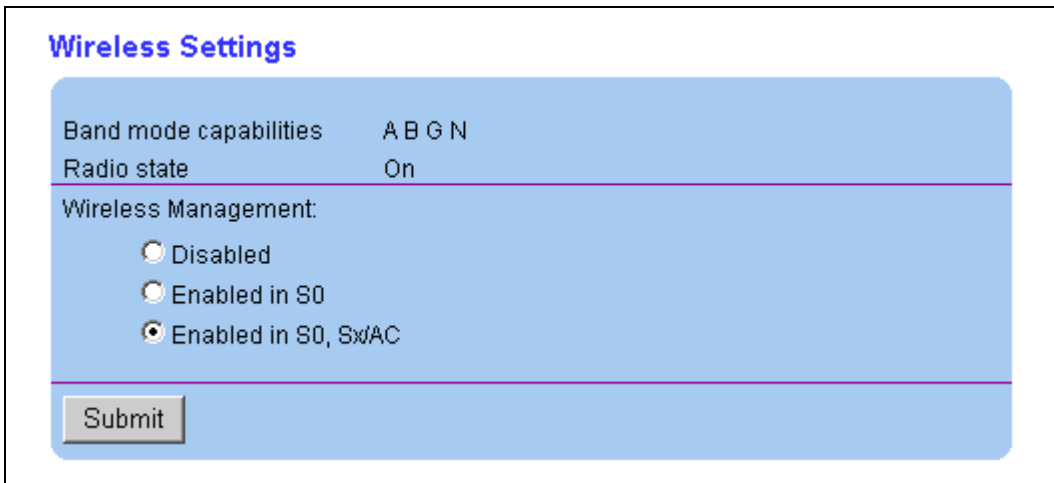 Wireless Settings
Band mode capabilities A B G N
Radio state On
Wireless Management:
Disabled
Enabled in S0
Enabled in S0, Sx/AC
Submit